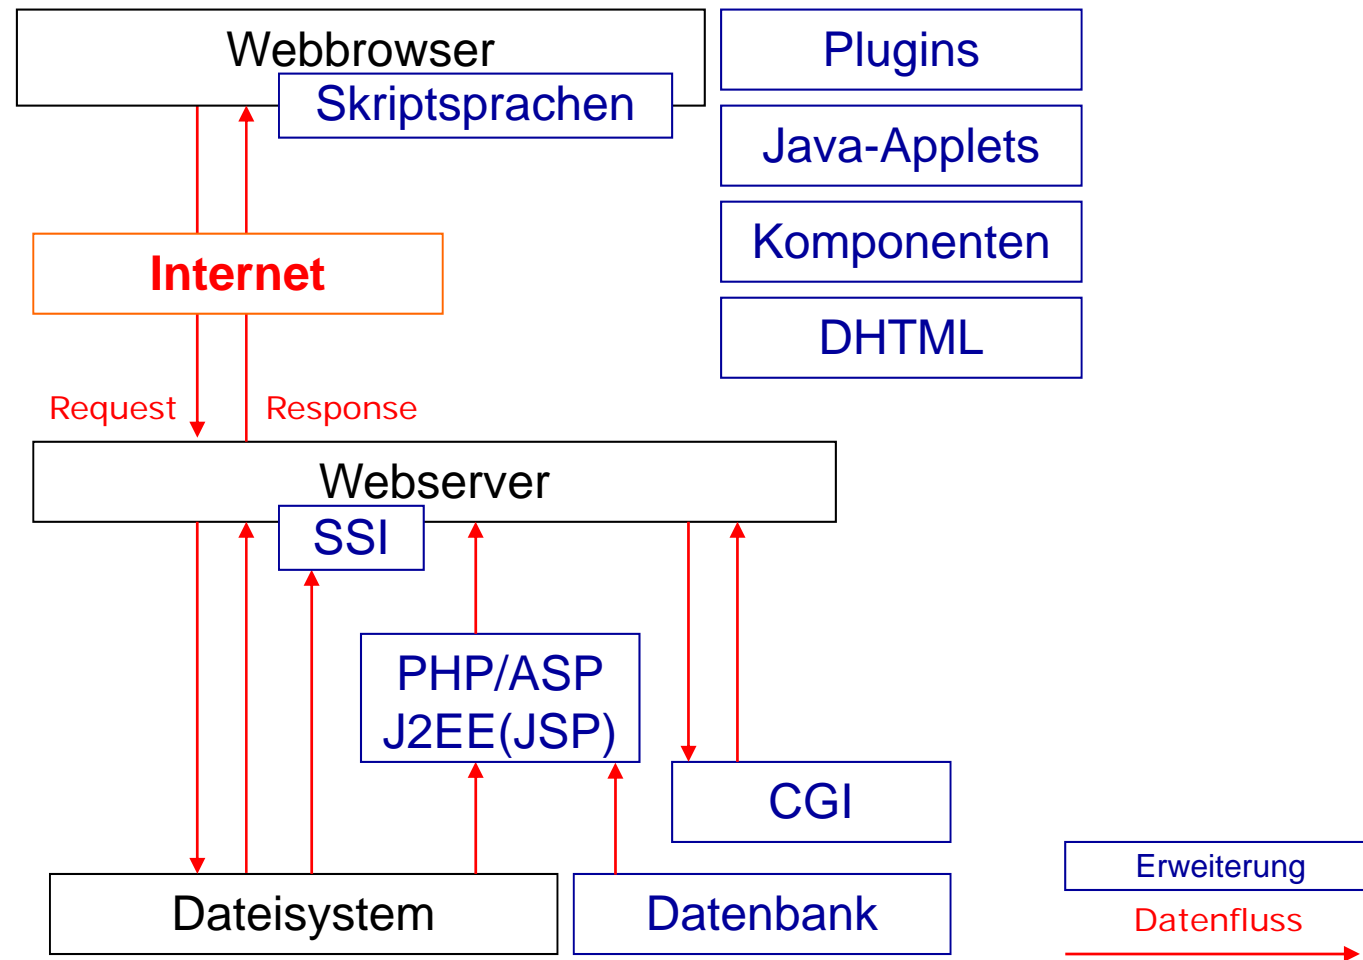 Webbrowser
Skriptsprachen
Plugins
Java-Applets
Komponenten
DHTML
Internet
Request
Response
Webserver
SSI
PHP/ASP
J2EE(JSP)
CGI
Dateisystem
Datenbank
Erweiterung
Datenfluss